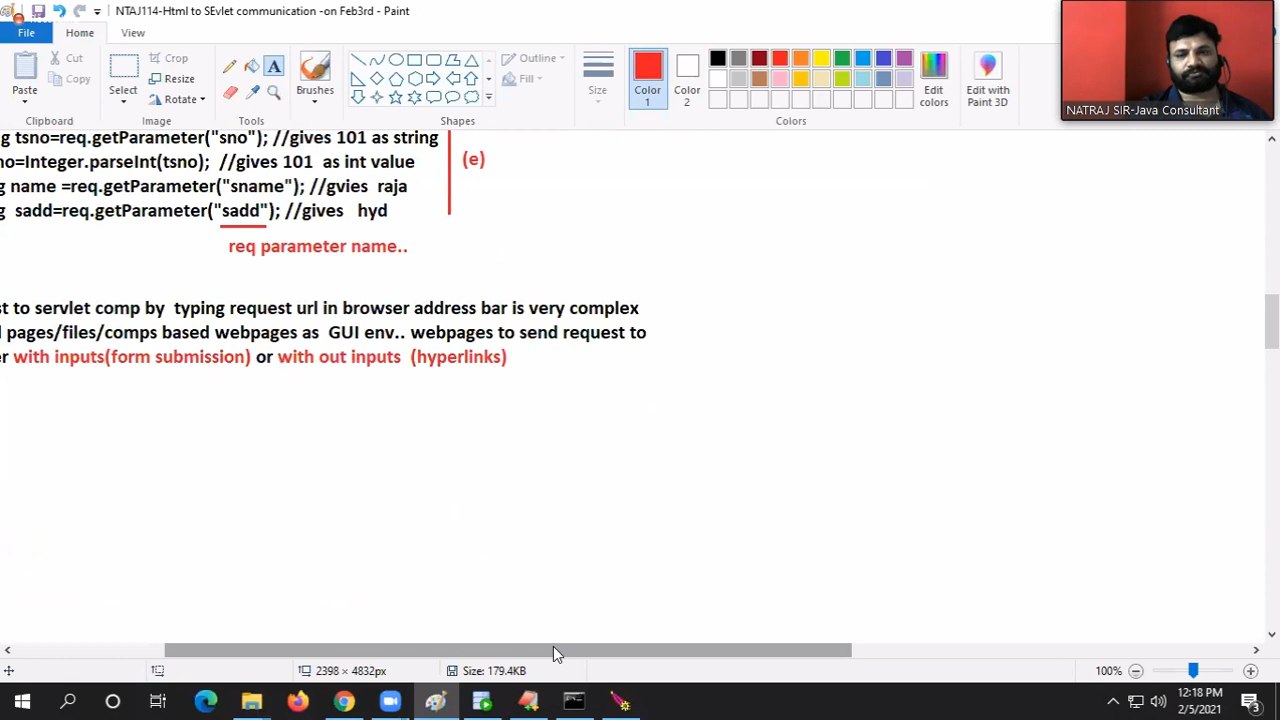 NTAJ114-Html to SEvlet communication -on Feb3rd - Paint
File
Home
View
Paste
Cut
Copy
Clipboard
Select
Crop
Resize
Rotate
Image
Tools
Brushes
Shapes
Outline
Fill
Size
Color 1
Color 2
Colors
Edit colors
Edit with Paint 3D
NATRAJ SIR-Java Consultant
g tsno=req.getParameter("sno"); //gives 101 as string
no=Integer.parseInt(tsno); //gives 101 as int value
(e)
g name =req.getParameter("sname"); //gvies raja
g sadd=req.getParameter("sadd"); //gives hyd
req parameter name..
st to servlet comp by typing request url in browser address bar is very complex
l pages/files/comps based webpages as GUI env.. webpages to send request to
er with inputs(form submission) or with out inputs (hyperlinks)
2398 × 4832px
Size: 179.4KB
100%
12:18 PM
2/5/2021
3